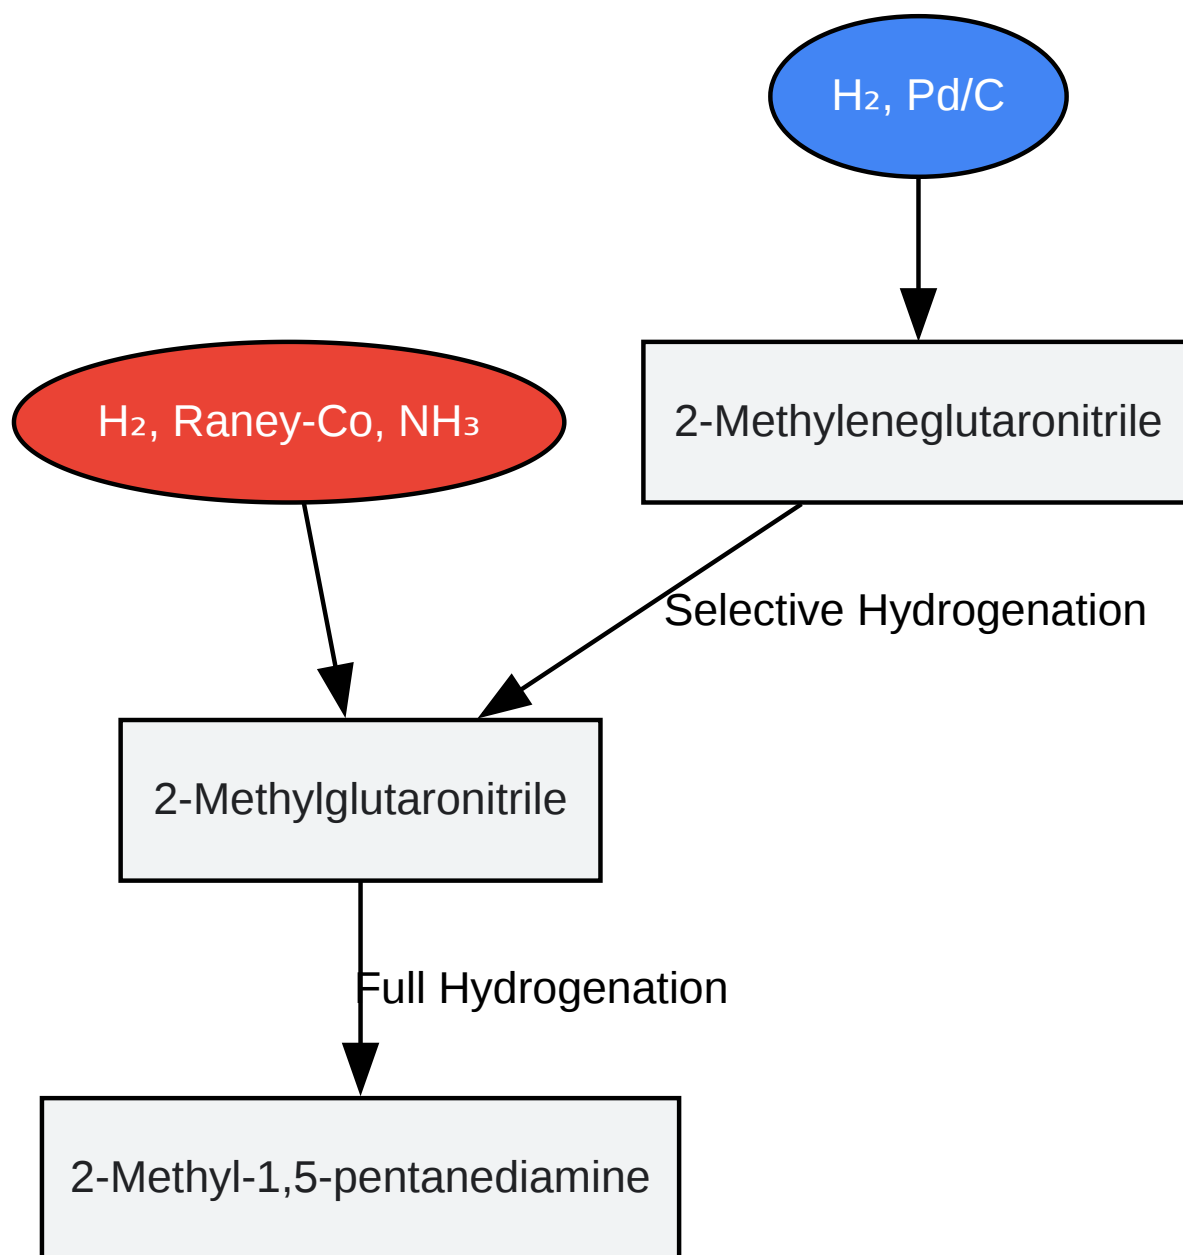 H₂, Pd/C
H₂, Raney-Co, NH₃
2-Methyleneglutaronitrile
Selective Hydrogenation
2-Methylglutaronitrile
Full Hydrogenation
2-Methyl-1,5-pentanediamine